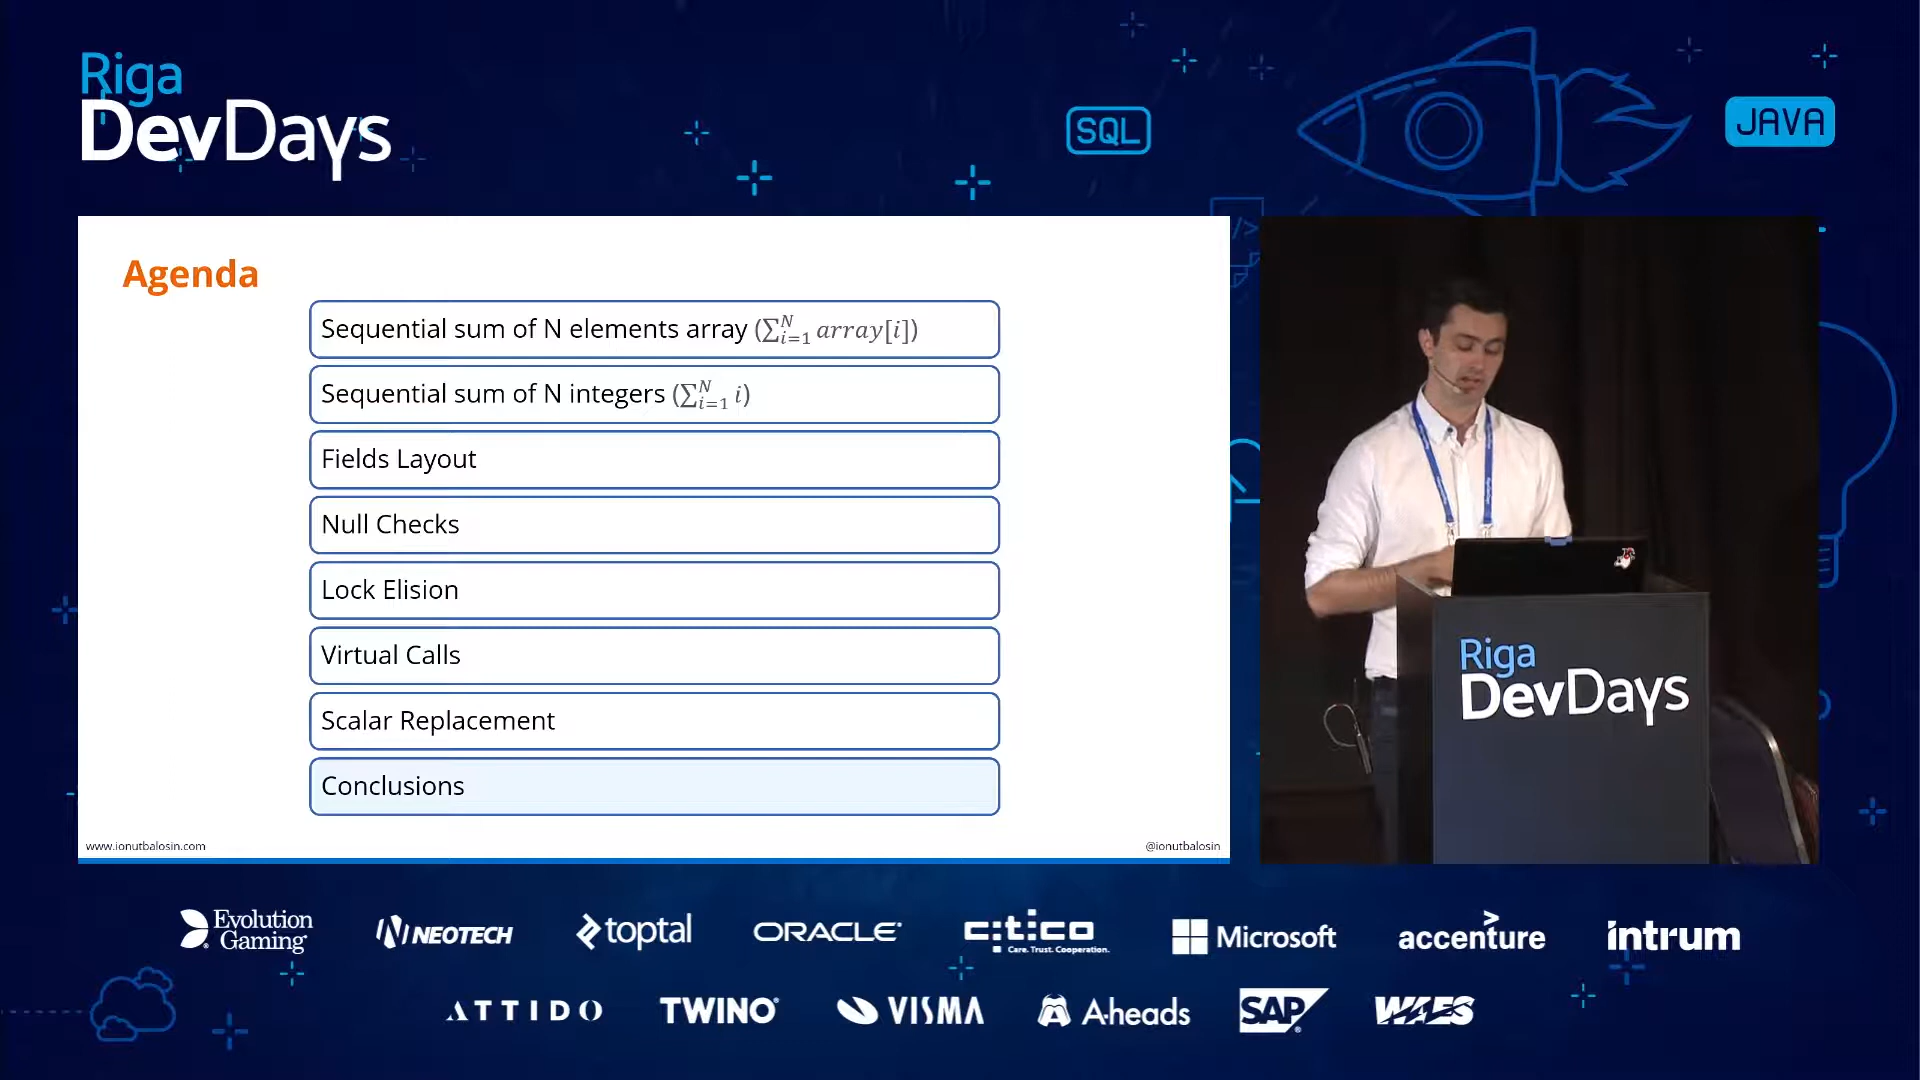 Riga
DevDays
SQL
JAVA
</>
Agenda
Sequential sum of N elements array (∑_{i=1}^{N} array[i])
Sequential sum of N integers (∑_{i=1}^{N} i)
Fields Layout
Null Checks
Lock Elision
Virtual Calls
Scalar Replacement
Conclusions
www.ionutbalosin.com
@ionutbalosin
Riga
DevDays
Evolution
Gaming
NEOTECH
toptal
ORACLE
citico
Care. Trust. Cooperation.
Microsoft
accenture
intrum
ATTIDO
TWINO
VISMA
A-heads
SAP